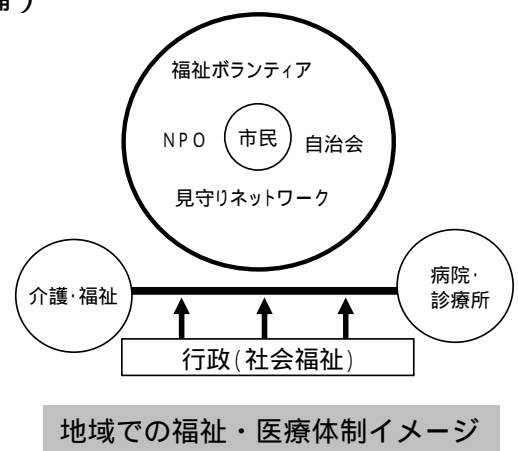 福祉ボランティア
NPO
市民
自治会
見守りネットワーク
介護・福祉
病院・
診療所
行政(社会福祉)
地域での福祉・医療体制イメージ